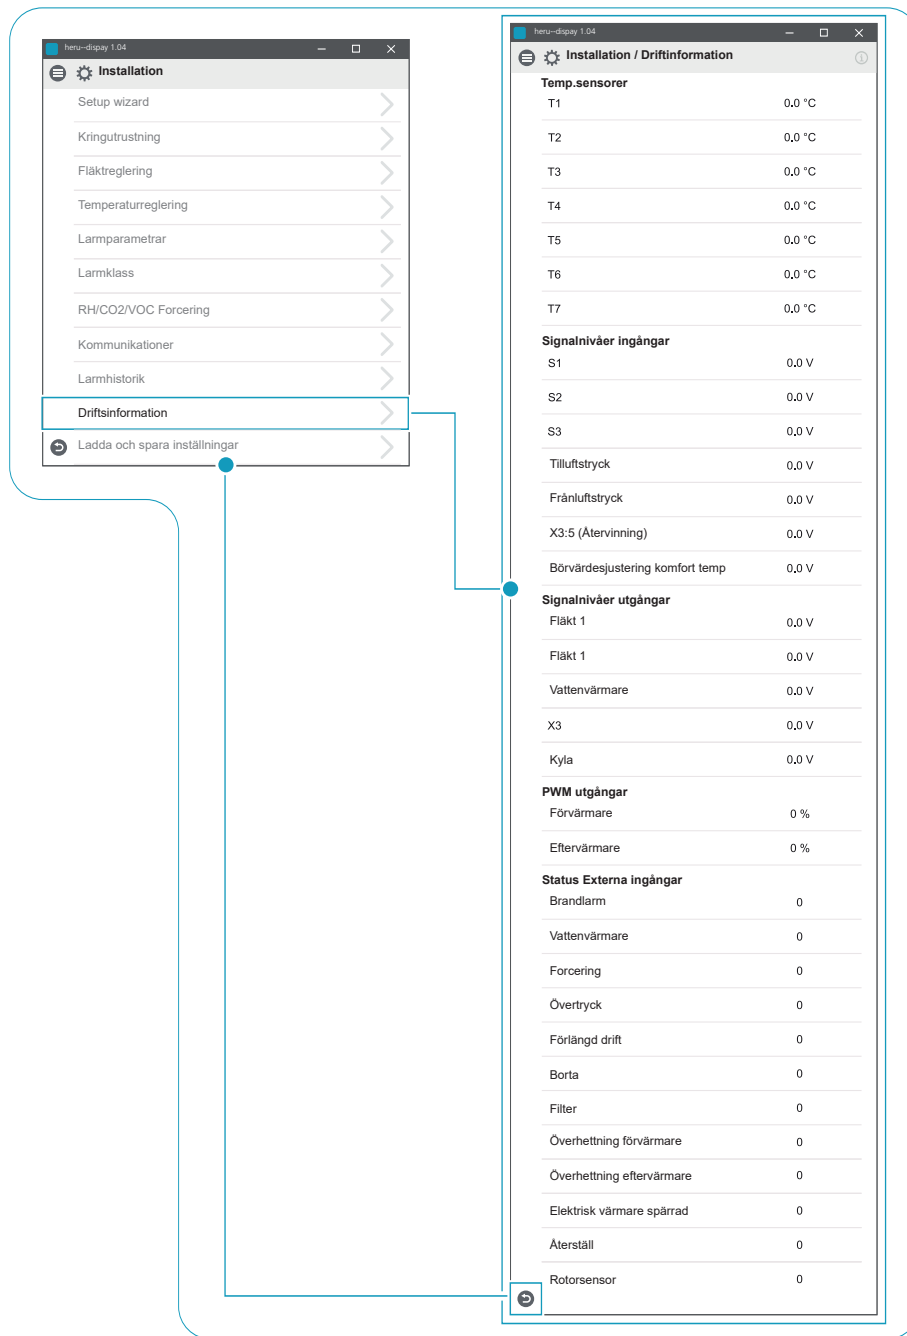 heru--dispay 1.04
Installation
Setup wizard
Kringutrustning
Fläktreglering
Temperaturreglering
Larmparametrar
Larmklass
RH/CO2/VOC Forcering
Kommunikationer
Larmhistorik
Driftsinformation
Ladda och spara inställningar
heru--dispay 1.04
Installation / Driftinformation
Temp.sensorer
T1 0.0 °C
T2 0.0 °C
T3 0.0 °C
T4 0.0 °C
T5 0.0 °C
T6 0.0 °C
T7 0.0 °C
Signalnivåer ingångar
S1 0.0 V
S2 0.0 V
S3 0.0 V
Tilluftstryck 0.0 V
Frånluftstryck 0.0 V
X3:5 (Återvinning) 0.0 V
Börvärdesjustering komfort temp 0.0 V
Signalnivåer utgångar
Fläkt 1 0.0 V
Fläkt 1 0.0 V
Vattenvärmare 0.0 V
X3 0.0 V
Kyla 0.0 V
PWM utgångar
Förvärmare 0 %
Eftervärmare 0 %
Status Externa ingångar
Brandlarm 0
Vattenvärmare 0
Forcering 0
Övertryck 0
Förlängd drift 0
Borta 0
Filter 0
Överhettning förvärmare 0
Överhettning eftervärmare 0
Elektrisk värmare spärrad 0
Återställ 0
Rotorsensor 0